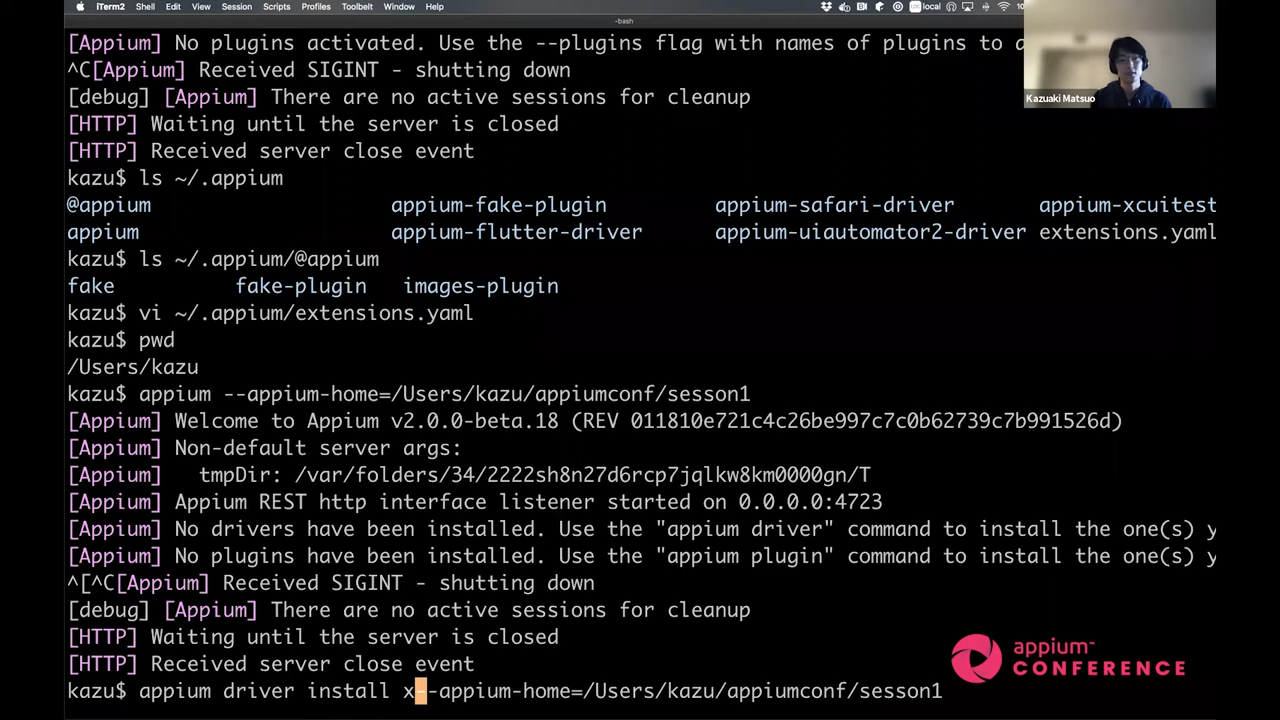 iTerm2 Shell Edit View Session Scripts Profiles Toolbelt Window Help local 10
-bash
[Appium] No plugins activated. Use the --plugins flag with names of plugins to a
^C[Appium] Received SIGINT - shutting down
[debug] [Appium] There are no active sessions for cleanup
[HTTP] Waiting until the server is closed
[HTTP] Received server close event
kazu$ ls ~/.appium
@appium appium-fake-plugin appium-safari-driver appium-xcuitest
appium appium-flutter-driver appium-uiautomator2-driver extensions.yaml
kazu$ ls ~/.appium/@appium
fake fake-plugin images-plugin
kazu$ vi ~/.appium/extensions.yaml
kazu$ pwd
/Users/kazu
kazu$ appium --appium-home=/Users/kazu/appiumconf/sesson1
[Appium] Welcome to Appium v2.0.0-beta.18 (REV 011810e721c4c26be997c7c0b62739c7b991526d)
[Appium] Non-default server args:
[Appium]   tmpDir: /var/folders/34/2222sh8n27d6rcp7jqlkw8km0000gn/T
[Appium] Appium REST http interface listener started on 0.0.0.0:4723
[Appium] No drivers have been installed. Use the "appium driver" command to install the one(s) y
[Appium] No plugins have been installed. Use the "appium plugin" command to install the one(s) y
^[^C[Appium] Received SIGINT - shutting down
[debug] [Appium] There are no active sessions for cleanup
[HTTP] Waiting until the server is closed
[HTTP] Received server close event
kazu$ appium driver install x--appium-home=/Users/kazu/appiumconf/sesson1
Kazuaki Matsuo
appium™
CONFERENCE